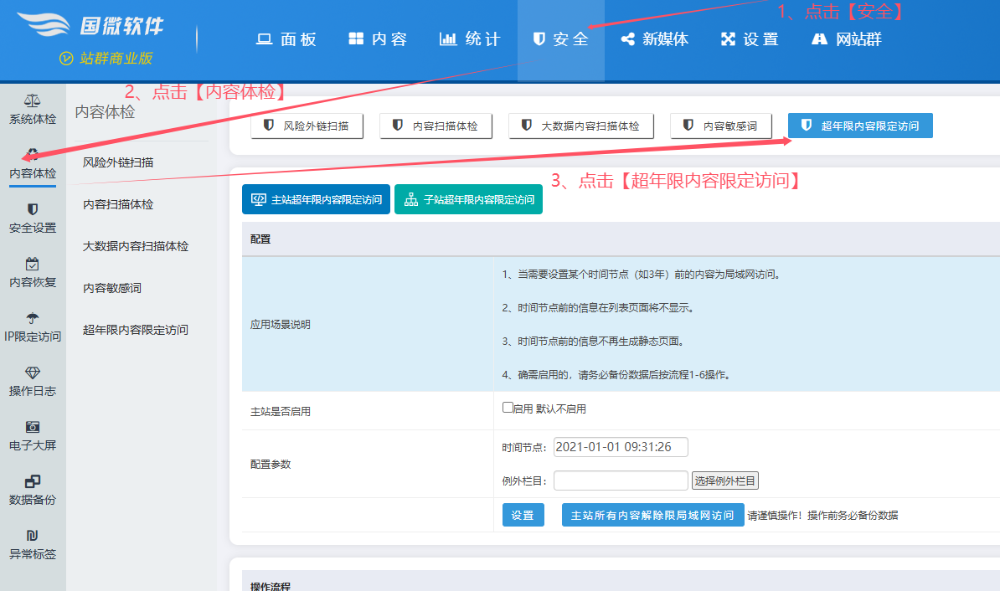 国微软件
站群商业版
面板 内容 统计 安全 新媒体 设置 网站群
1、点击【安全】
2、点击【内容体检】
3、点击【超年限内容限定访问】
系统体检
内容体检
安全设置
内容恢复
IP限定访问
操作日志
电子大屏
数据备份
异常标签
内容体检
风险外链扫描
内容扫描体检
大数据内容扫描体检
内容敏感词
超年限内容限定访问
风险外链扫描 内容扫描体检 大数据内容扫描体检 内容敏感词 超年限内容限定访问
主站超年限内容限定访问 子站超年限内容限定访问
配置
应用场景说明
1、当需要设置某个时间节点（如3年）前的内容为局域网访问。
2、时间节点前的信息在列表页面将不显示。
3、时间节点前的信息不再生成静态页面。
4、确需启用的，请务必备份数据后按流程1-6操作。
主站是否启用 启用 默认不启用
配置参数
时间节点： 2021-01-01 09:31:26
例外栏目： 选择例外栏目
设置 主站所有内容解除限局域网访问 请谨慎操作！操作前务必备份数据
操作流程